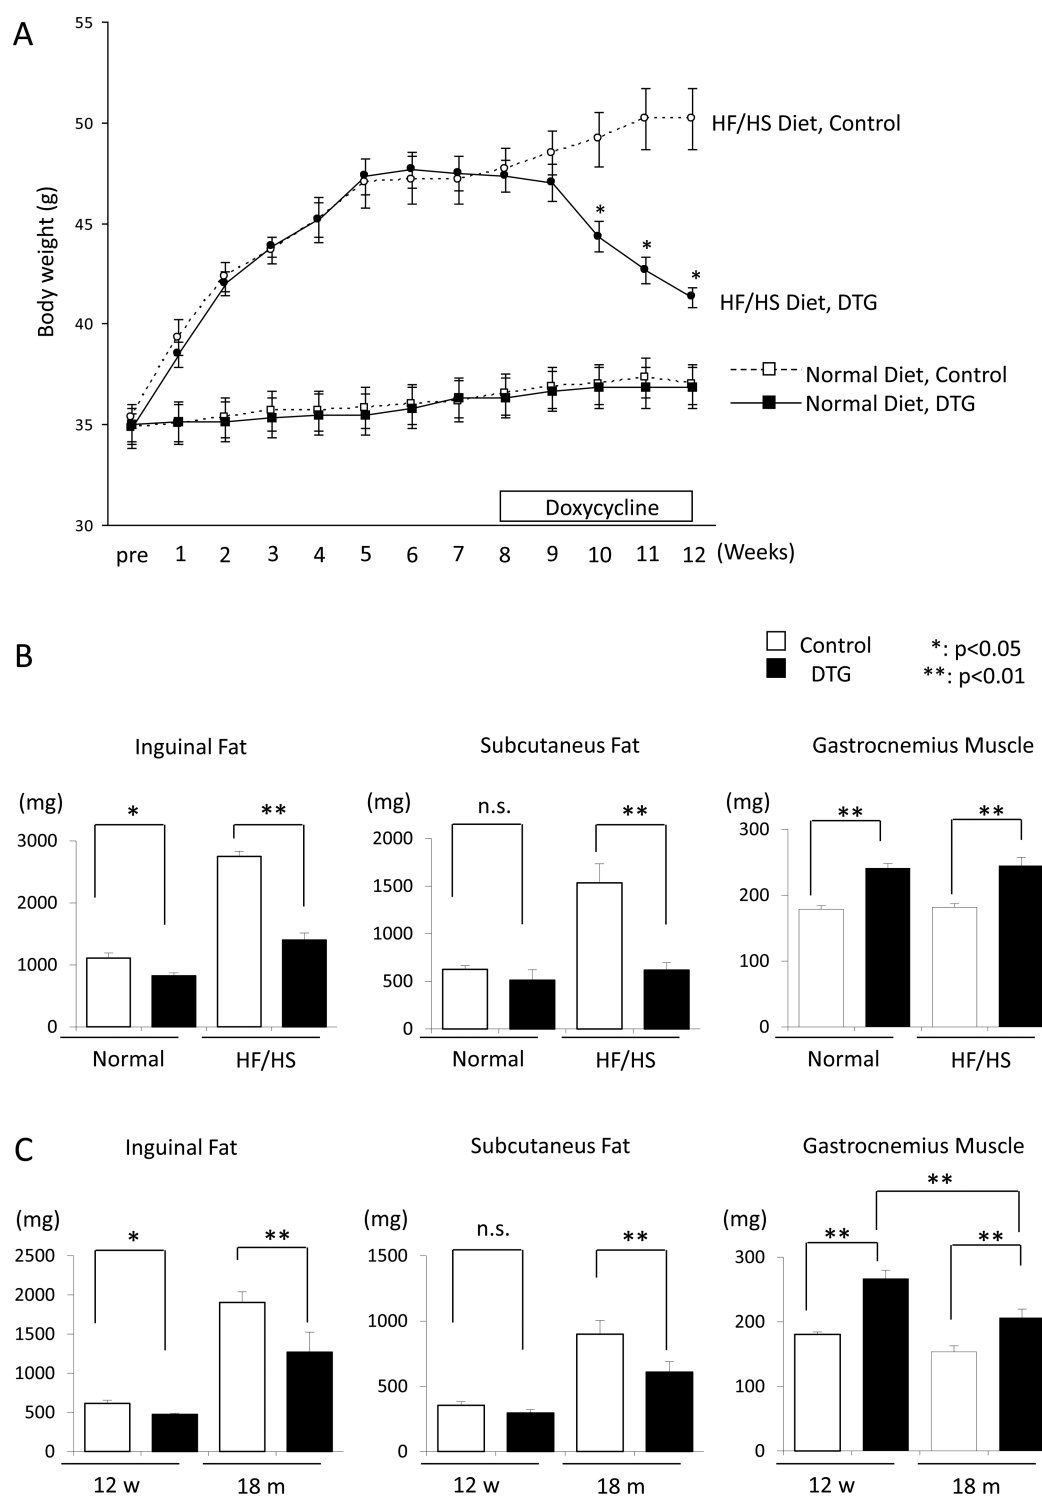 A
55
50
45
40
35
30
Body weight (g)
HF/HS Diet, Control
*
*
*
HF/HS Diet, DTG
Normal Diet, Control
Normal Diet, DTG
Doxycycline
pre 1 2 3 4 5 6 7 8 9 10 11 12 (Weeks)
B
Control
DTG
*: p<0.05
**: p<0.01
Inguinal Fat
(mg)
* **
3000
2000
1000
0
Normal HF/HS
Subcutaneus Fat
(mg)
n.s. **
2000
1500
1000
500
0
Normal HF/HS
Gastrocnemius Muscle
(mg)
** **
300
200
100
0
Normal HF/HS
C
Inguinal Fat
(mg)
* **
2500
2000
1500
1000
500
0
12 w 18 m
Subcutaneus Fat
(mg)
n.s. **
1500
1000
500
0
12 w 18 m
Gastrocnemius Muscle
**
(mg)
** **
300
200
100
0
12 w 18 m